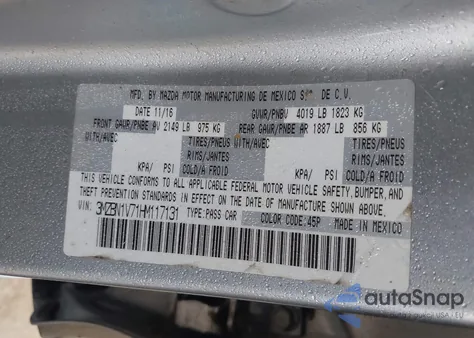 MFD. BY MAZDA MOTOR MANUFACTURING DE MEXICO S. DE C.V.
DATE 11/16 GVWR/PNBV 4019 LB 1823 KG
FRONT GAWR/PNBE AV 2149 LB 975 KG REAR GAWR/PNBE AR 1887 LB 856 KG
WITH/AVEC TIRES/PNEUS WITH/AVEC TIRES/PNEUS
RIMS/JANTES RIMS/JANTES
KPA/ PSI KPA/ PSI
THIS VEHICLE CONFORMS TO ALL APPLICABLE FEDERAL MOTOR VEHICLE SAFETY, BUMPER, AND
THEFT PREVENTION STANDARDS IN EFFECT ON THE DATE OF MANUFACTURE SHOWN ABOVE.
VIN: 3MZBN1V71HM117131 TYPE:PASS CAR COLOR CODE:45P MADE IN MEXICO
autoSnap